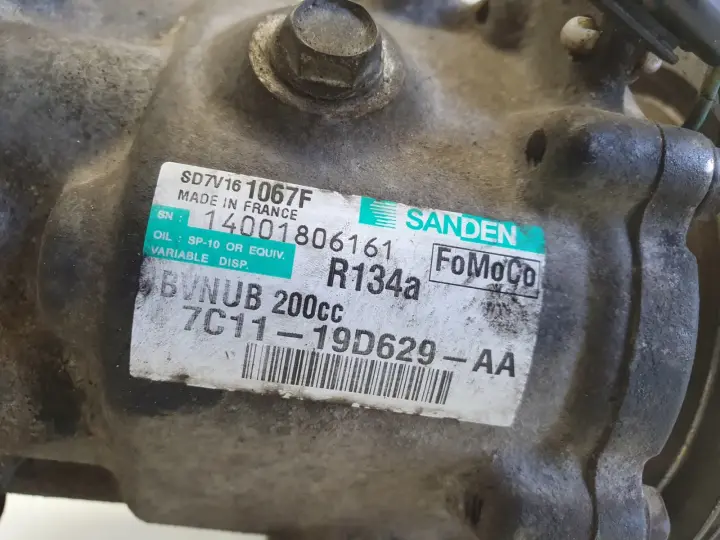 SD7V16 1067F
MADE IN FRANCE
SANDEN
SN : 14001806161
OIL : SP-10 OR EQUIV.
VARIABLE DISP.
R134a
FoMoCo
BVNUB 200cc
7C11-19D629-AA